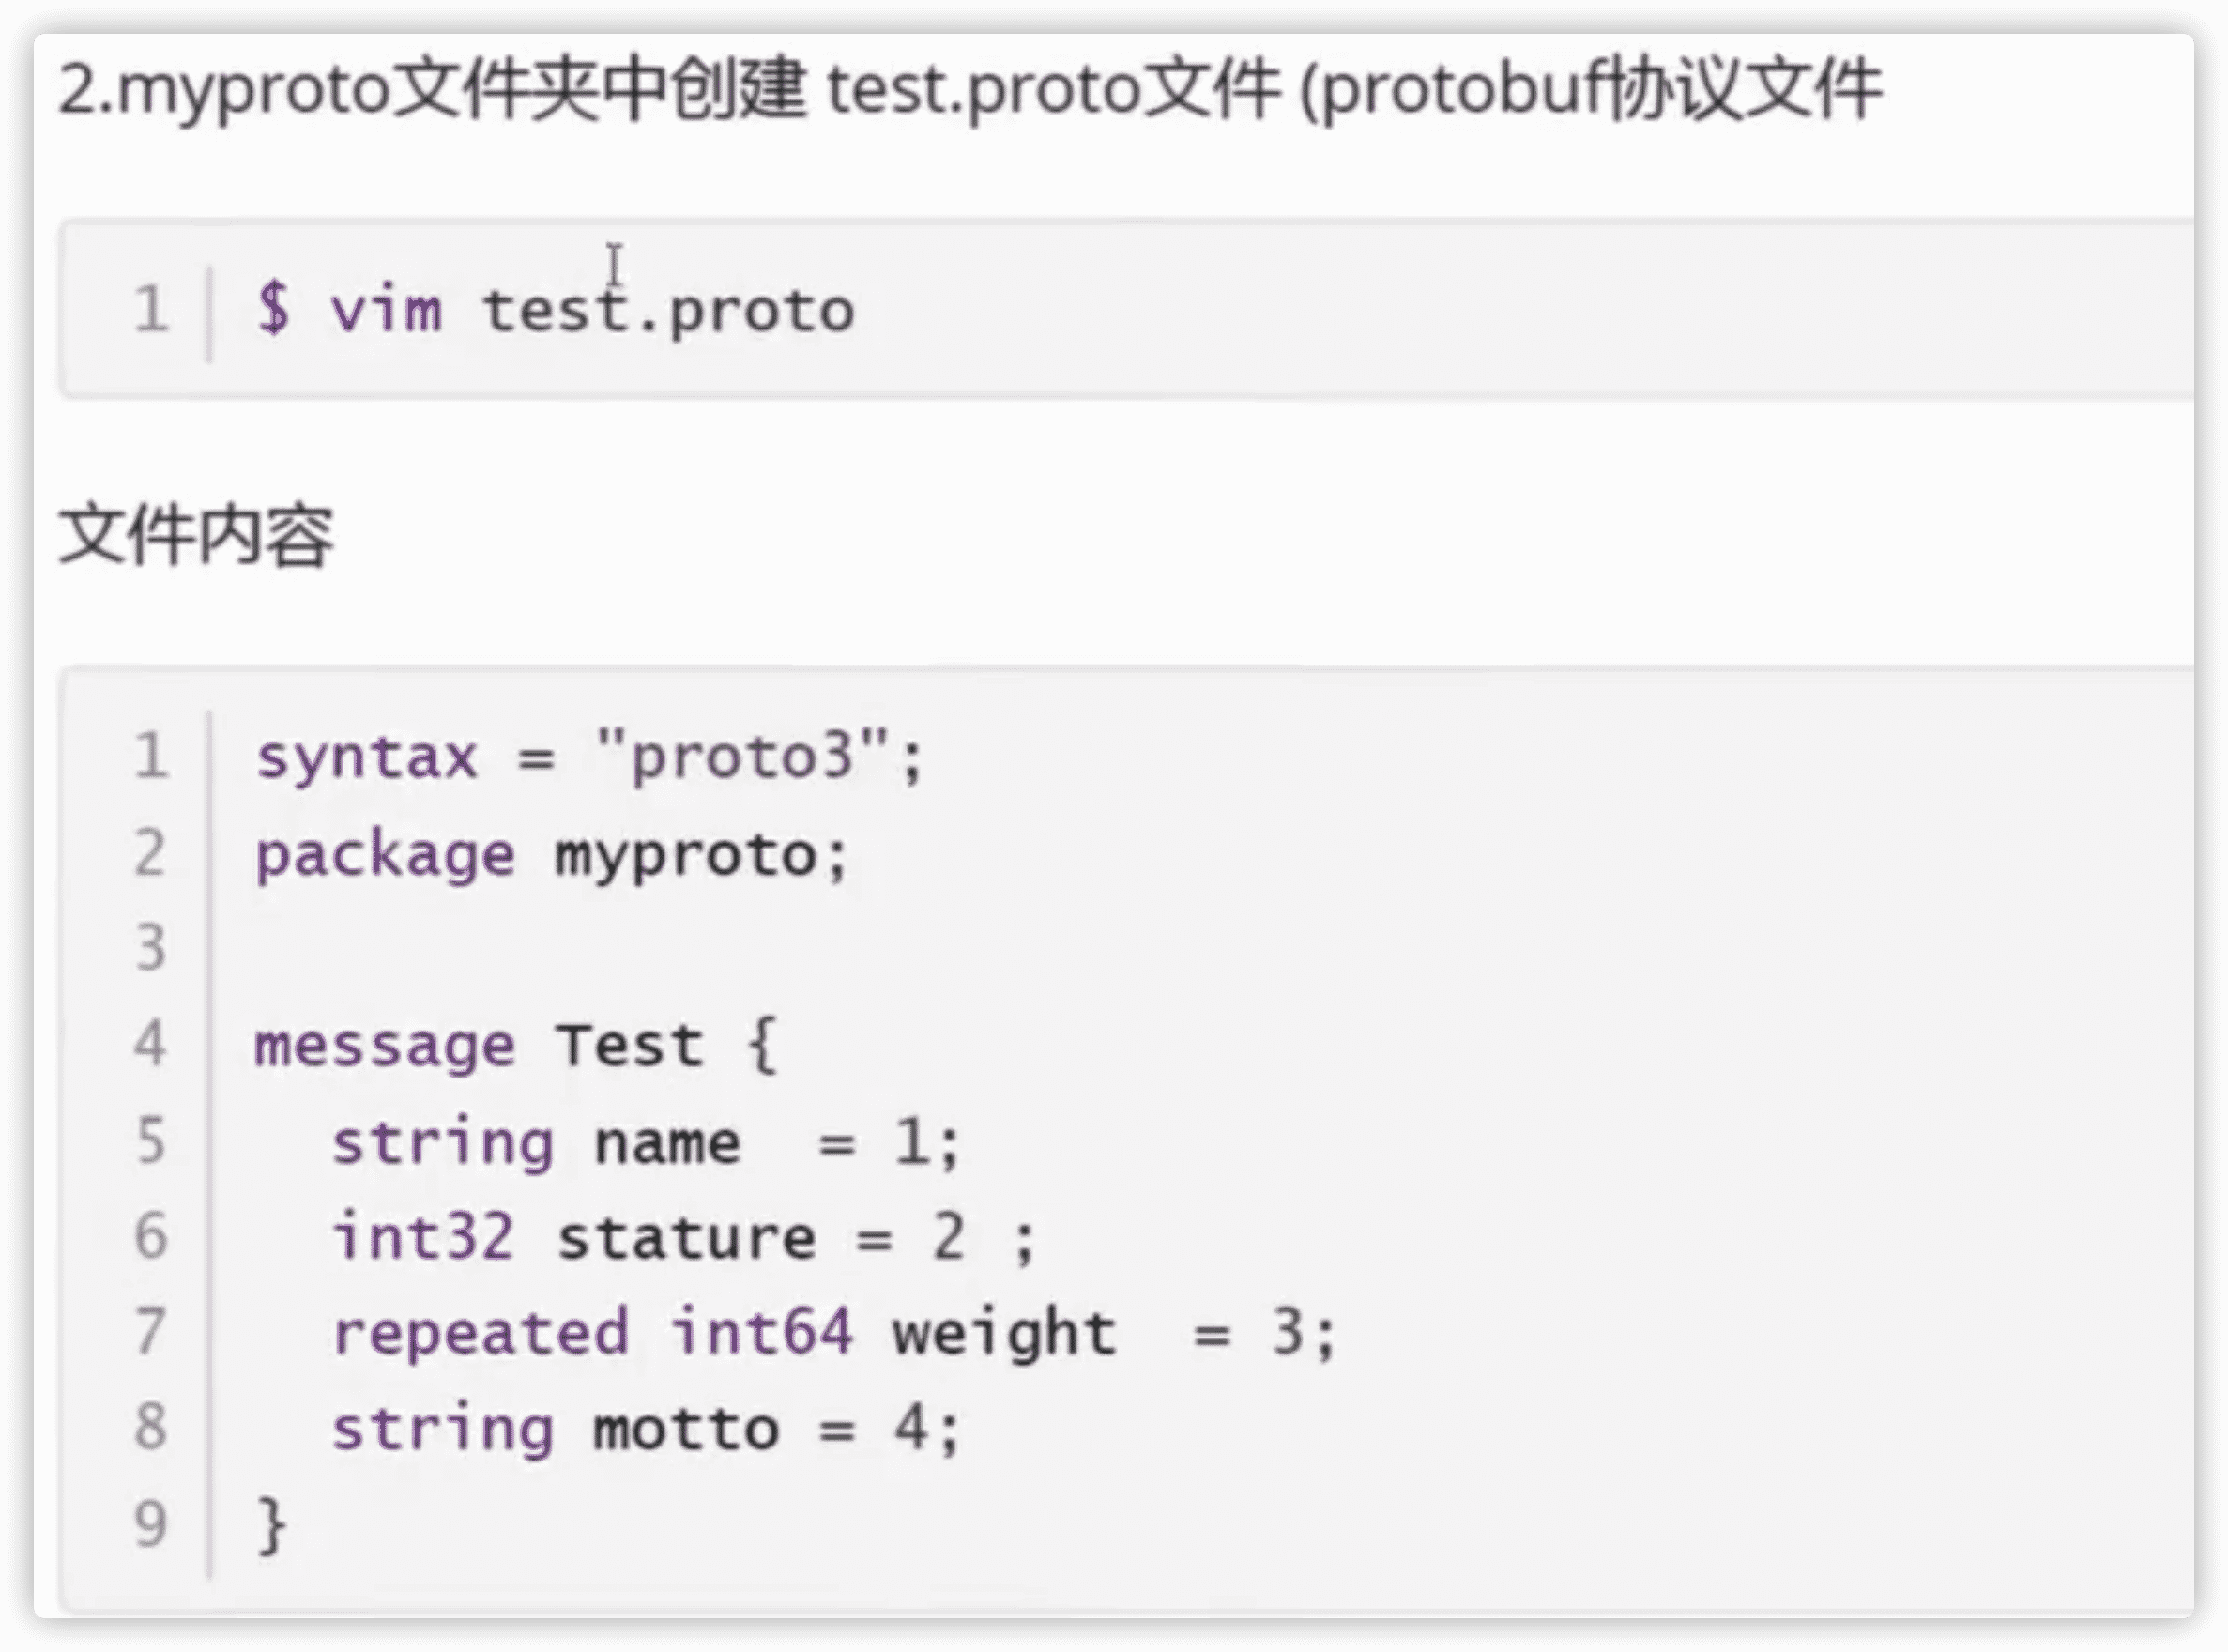 2.myproto文件夹中创建 test.proto文件 (protobuf协议文件
1 $ vim test.proto
文件内容
1 syntax = "proto3";
2 package myproto;
3
4 message Test {
5   string name  = 1;
6   int32 stature = 2 ;
7   repeated int64 weight  = 3;
8   string motto = 4;
9 }